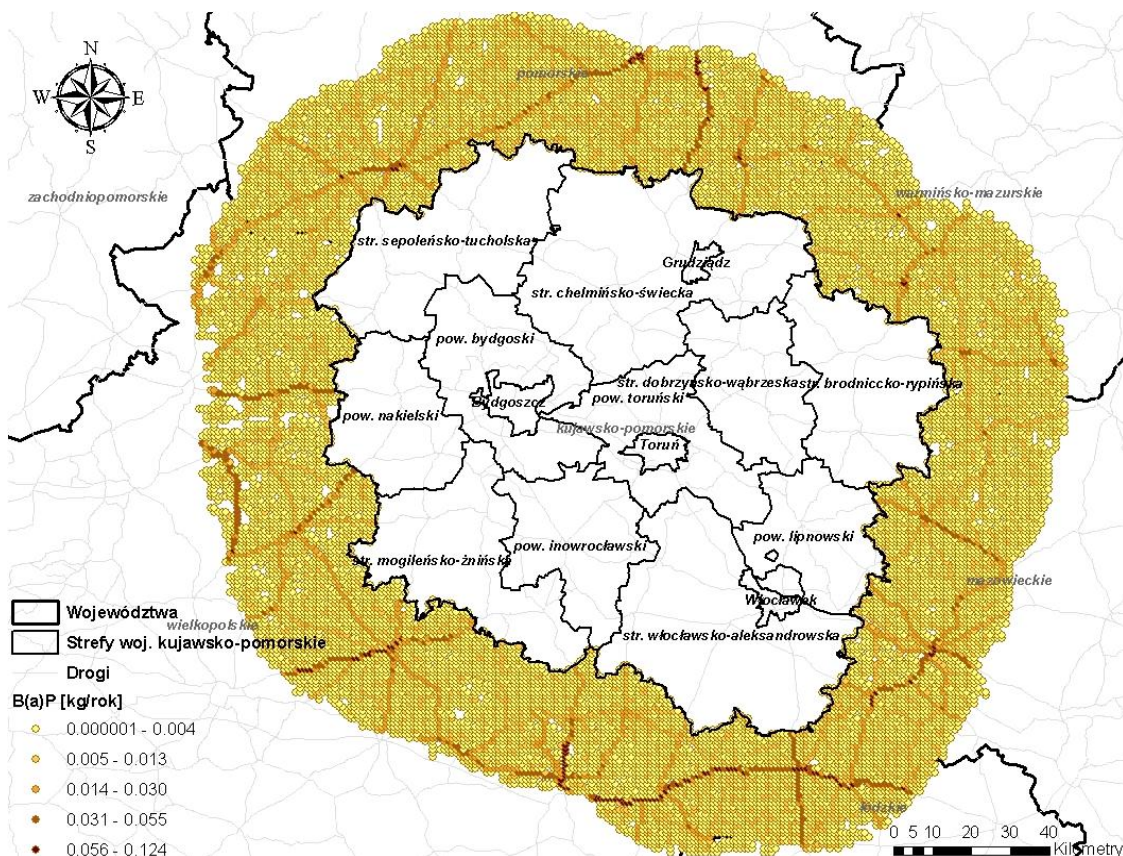 N
W E
S
pomorskie
zachodniopomorskie
warmińsko-mazurskie
str. sepoleńsko-tucholska
Grudziądz
str. chelmińsko-świecka
pow. bydgoski
str. dobrzyńsko-wąbrzeska
str. brodniccko-rypińska
pow. toruński
Bydgoszcz
pow. nakielski
kujawsko-pomorskie
Toruń
pow. lipnowski
pow. inowrocławski
str. mogileńsko-żnińska
mazowieckie
Włocławek
wielkopolskie
str. włocławsko-aleksandrowska
łódzkie
Województwa
Strefy woj. kujawsko-pomorskie
Drogi
B(a)P [kg/rok]
0.000001 - 0.004
0.005 - 0.013
0.014 - 0.030
0.031 - 0.055
0.056 - 0.124
0 5 10 20 30 40
Kilometry